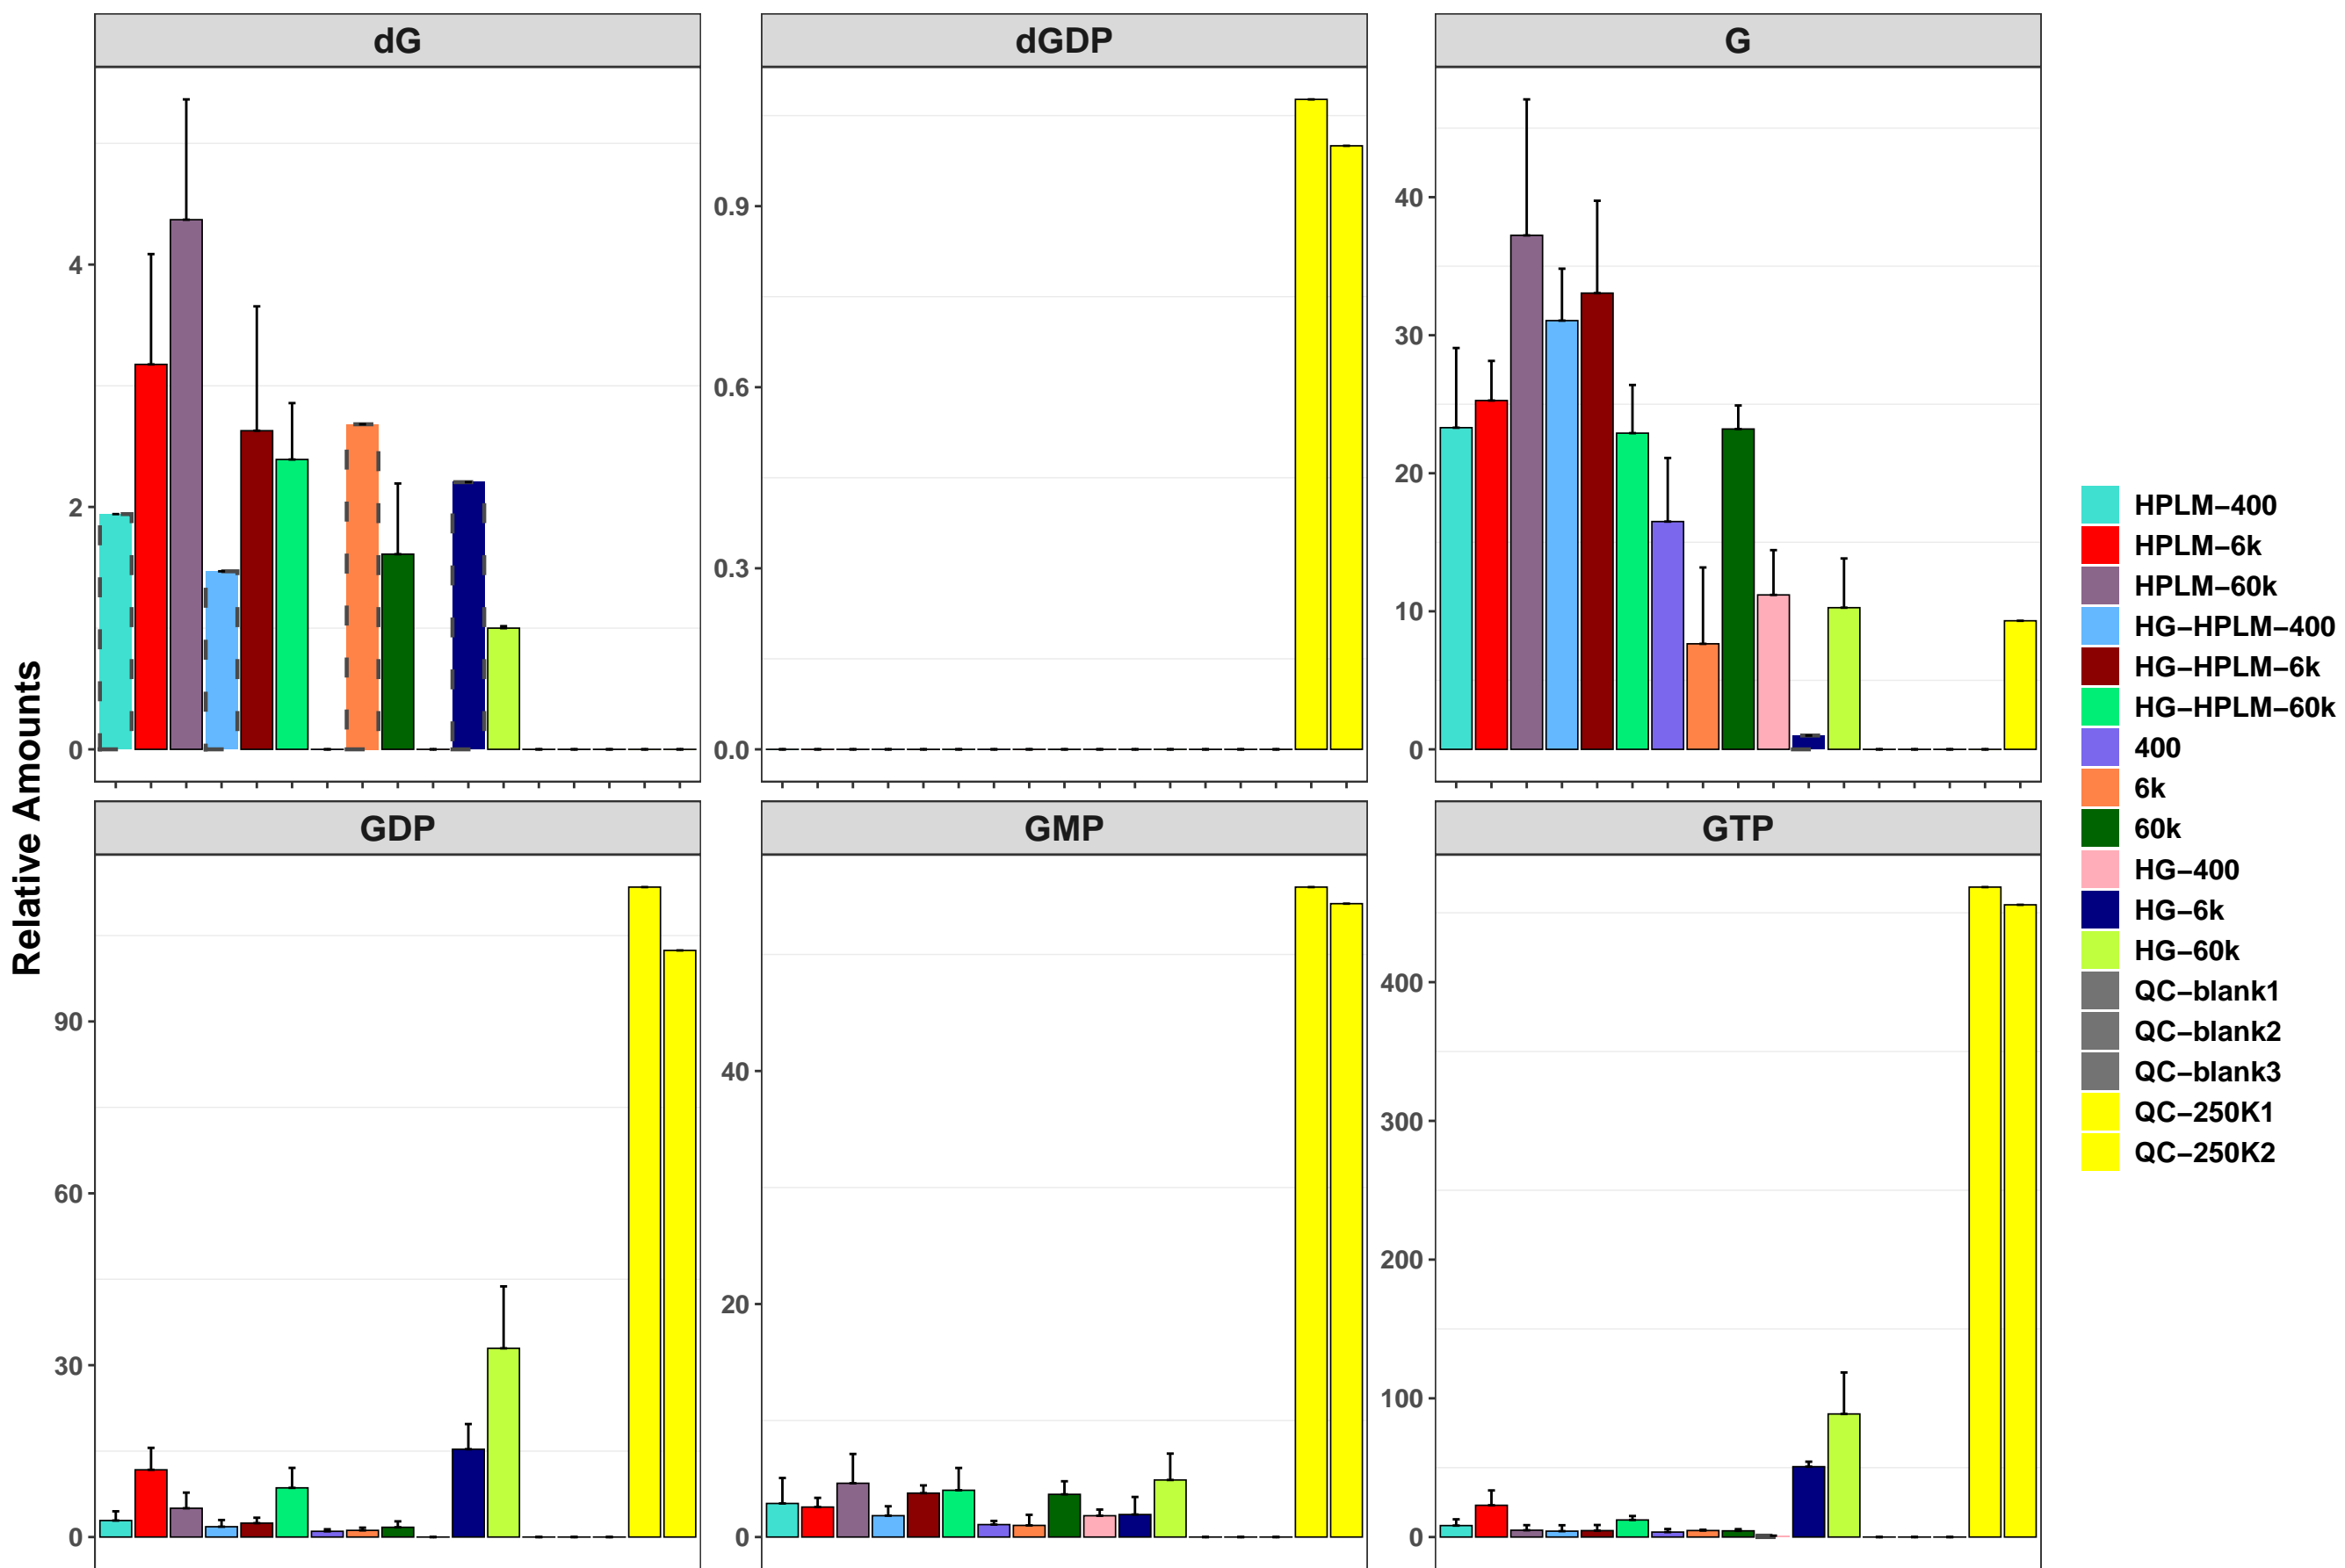 dG
dGDP
G
4
2
0
0.9
0.6
0.3
0.0
40
30
20
10
0
Relative Amounts
GDP
GMP
GTP
90
60
30
0
40
20
0
400
300
200
100
0
HPLM−400
HPLM−6k
HPLM−60k
HG−HPLM−400
HG−HPLM−6k
HG−HPLM−60k
400
6k
60k
HG−400
HG−6k
HG−60k
QC−blank1
QC−blank2
QC−blank3
QC−250K1
QC−250K2